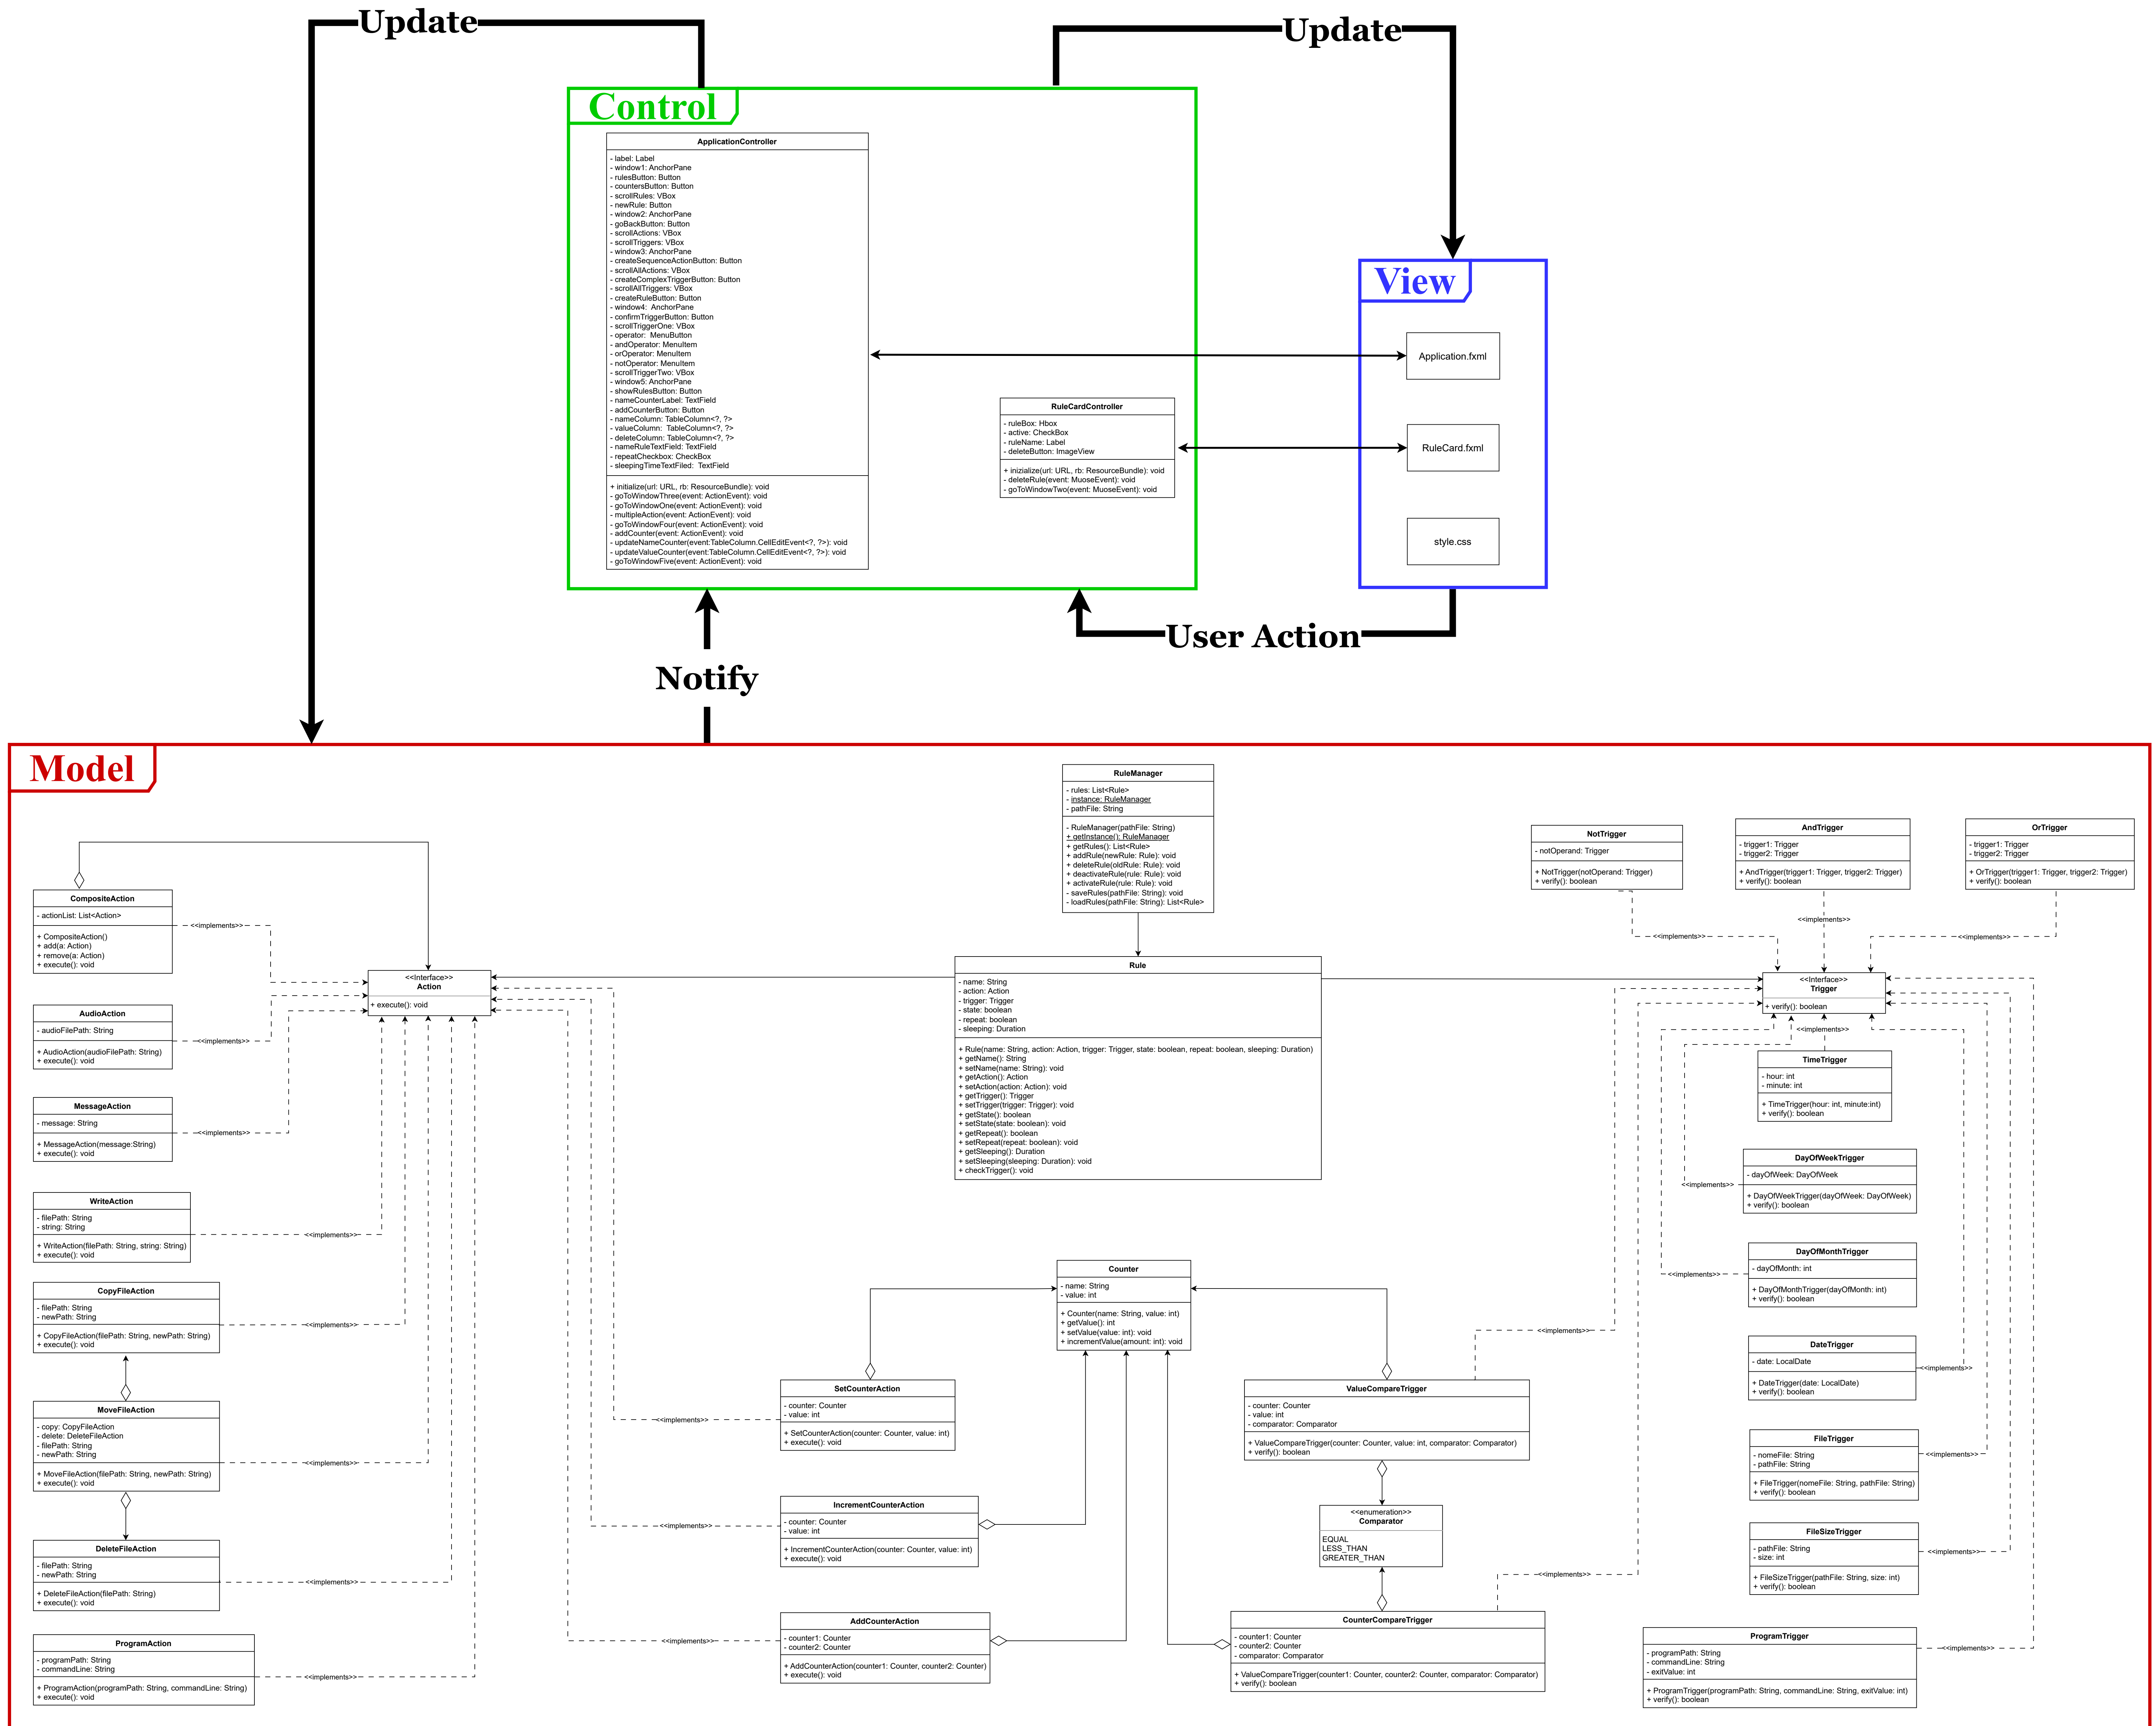 Update
Update
Control
ApplicationController
- label: Label
- window1: AnchorPane
- rulesButton: Button
- countersButton: Button
- scrollRules: VBox
- newRule: Button
- window2: AnchorPane
- goBackButton: Button
- scrollActions: VBox
- scrollTriggers: VBox
- window3: AnchorPane
- createSequenceActionButton: Button
- scrollAllActions: VBox
- createComplexTriggerButton: Button
- scrollAllTriggers: VBox
- createRuleButton: Button
- window4:  AnchorPane
- confirmTriggerButton: Button
- scrollTriggerOne: VBox
- operator:  MenuButton
- andOperator: MenuItem
- orOperator: MenuItem
- notOperator: MenuItem
- scrollTriggerTwo: VBox
- window5: AnchorPane
- showRulesButton: Button
- nameCounterLabel: TextField
- addCounterButton: Button
- nameColumn: TableColumn<?, ?>
- valueColumn:  TableColumn<?, ?>
- deleteColumn: TableColumn<?, ?>
- nameRuleTextField: TextField
- repeatCheckbox: CheckBox
- sleepingTimeTextFiled:  TextField
+ initialize(url: URL, rb: ResourceBundle): void
- goToWindowThree(event: ActionEvent): void
- goToWindowOne(event: ActionEvent): void
- multipleAction(event: ActionEvent): void
- goToWindowFour(event: ActionEvent): void
- addCounter(event: ActionEvent): void
- updateNameCounter(event:TableColumn.CellEditEvent<?, ?>): void
- updateValueCounter(event:TableColumn.CellEditEvent<?, ?>): void
- goToWindowFive(event: ActionEvent): void
RuleCardController
- ruleBox: Hbox
- active: CheckBox
- ruleName: Label
- deleteButton: ImageView
+ inizialize(url: URL, rb: ResourceBundle): void
- deleteRule(event: MuoseEvent): void
- goToWindowTwo(event: MuoseEvent): void
View
Application.fxml
RuleCard.fxml
style.css
User Action
Notify
Model
RuleManager
- rules: List<Rule>
- instance: RuleManager
- pathFile: String
- RuleManager(pathFile: String)
+ getInstance(): RuleManager
+ getRules(): List<Rule>
+ addRule(newRule: Rule): void
+ deleteRule(oldRule: Rule): void
+ deactivateRule(rule: Rule): void
+ activateRule(rule: Rule): void
- saveRules(pathFile: String): void
- loadRules(pathFile: String): List<Rule>
NotTrigger
- notOperand: Trigger
+ NotTrigger(notOperand: Trigger)
+ verify(): boolean
AndTrigger
- trigger1: Trigger
- trigger2: Trigger
+ AndTrigger(trigger1: Trigger, trigger2: Trigger)
+ verify(): boolean
OrTrigger
- trigger1: Trigger
- trigger2: Trigger
+ OrTrigger(trigger1: Trigger, trigger2: Trigger)
+ verify(): boolean
<<implements>>
<<implements>>
<<implements>>
CompositeAction
- actionList: List<Action>
+ CompositeAction()
+ add(a: Action)
+ remove(a: Action)
+ execute(): void
<<implements>>
<<Interface>>
Action
+ execute(): void
Rule
- name: String
- action: Action
- trigger: Trigger
- state: boolean
- repeat: boolean
- sleeping: Duration
+ Rule(name: String, action: Action, trigger: Trigger, state: boolean, repeat: boolean, sleeping: Duration)
+ getName(): String
+ setName(name: String): void
+ getAction(): Action
+ setAction(action: Action): void
+ getTrigger(): Trigger
+ setTrigger(trigger: Trigger): void
+ getState(): boolean
+ setState(state: boolean): void
+ getRepeat(): boolean
+ setRepeat(repeat: boolean): void
+ getSleeping(): Duration
+ setSleeping(sleeping: Duration): void
+ checkTrigger(): void
<<Interface>>
Trigger
+ verify(): boolean
<<implements>>
AudioAction
- audioFilePath: String
+ AudioAction(audioFilePath: String)
+ execute(): void
<<implements>>
MessageAction
- message: String
+ MessageAction(message:String)
+ execute(): void
<<implements>>
WriteAction
- filePath: String
- string: String
+ WriteAction(filePath: String, string: String)
+ execute(): void
<<implements>>
CopyFileAction
- filePath: String
- newPath: String
+ CopyFileAction(filePath: String, newPath: String)
+ execute(): void
<<implements>>
MoveFileAction
- copy: CopyFileAction
- delete: DeleteFileAction
- filePath: String
- newPath: String
+ MoveFileAction(filePath: String, newPath: String)
+ execute(): void
<<implements>>
DeleteFileAction
- filePath: String
- newPath: String
+ DeleteFileAction(filePath: String)
+ execute(): void
<<implements>>
ProgramAction
- programPath: String
- commandLine: String
+ ProgramAction(programPath: String, commandLine: String)
+ execute(): void
<<implements>>
Counter
- name: String
- value: int
+ Counter(name: String, value: int)
+ getValue(): int
+ setValue(value: int): void
+ incrementValue(amount: int): void
SetCounterAction
- counter: Counter
- value: int
+ SetCounterAction(counter: Counter, value: int)
+ execute(): void
<<implements>>
IncrementCounterAction
- counter: Counter
- value: int
+ IncrementCounterAction(counter: Counter, value: int)
+ execute(): void
<<implements>>
AddCounterAction
- counter1: Counter
- counter2: Counter
+ AddCounterAction(counter1: Counter, counter2: Counter)
+ execute(): void
<<implements>>
ValueCompareTrigger
- counter: Counter
- value: int
- comparator: Comparator
+ ValueCompareTrigger(counter: Counter, value: int, comparator: Comparator)
+ verify(): boolean
<<implements>>
<<enumeration>>
Comparator
EQUAL
LESS_THAN
GREATER_THAN
CounterCompareTrigger
- counter1: Counter
- counter2: Counter
- comparator: Comparator
+ ValueCompareTrigger(counter1: Counter, counter2: Counter, comparator: Comparator)
+ verify(): boolean
<<implements>>
TimeTrigger
- hour: int
- minute: int
+ TimeTrigger(hour: int, minute:int)
+ verify(): boolean
DayOfWeekTrigger
- dayOfWeek: DayOfWeek
+ DayOfWeekTrigger(dayOfWeek: DayOfWeek)
+ verify(): boolean
<<implements>>
DayOfMonthTrigger
- dayOfMonth: int
+ DayOfMonthTrigger(dayOfMonth: int)
+ verify(): boolean
<<implements>>
DateTrigger
- date: LocalDate
+ DateTrigger(date: LocalDate)
+ verify(): boolean
<<implements>>
FileTrigger
- nomeFile: String
- pathFile: String
+ FileTrigger(nomeFile: String, pathFile: String)
+ verify(): boolean
<<implements>>
FileSizeTrigger
- pathFile: String
- size: int
+ FileSizeTrigger(pathFile: String, size: int)
+ verify(): boolean
<<implements>>
ProgramTrigger
- programPath: String
- commandLine: String
- exitValue: int
+ ProgramTrigger(programPath: String, commandLine: String, exitValue: int)
+ verify(): boolean
<<implements>>